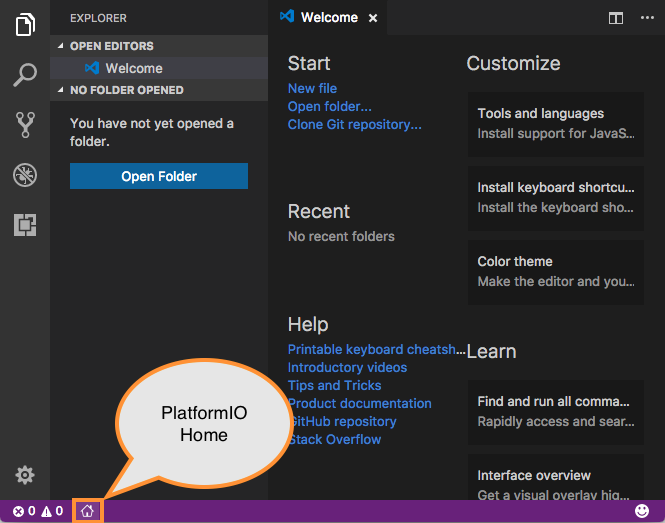 EXPLORER
OPEN EDITORS
Welcome
NO FOLDER OPENED
You have not yet opened a
folder.
Open Folder
Welcome
Start
New file
Open folder...
Clone Git repository...
Recent
No recent folders
Help
Printable keyboard cheatsh...
Introductory videos
Tips and Tricks
Product documentation
GitHub repository
Stack Overflow
Customize
Tools and languages
Install support for JavaS...
Install keyboard shortcu...
Install the keyboard sho...
Color theme
Make the editor and you...
Learn
Find and run all comma...
Rapidly access and sear...
Interface overview
Get a visual overlay hig...
PlatformIO
Home
0 0